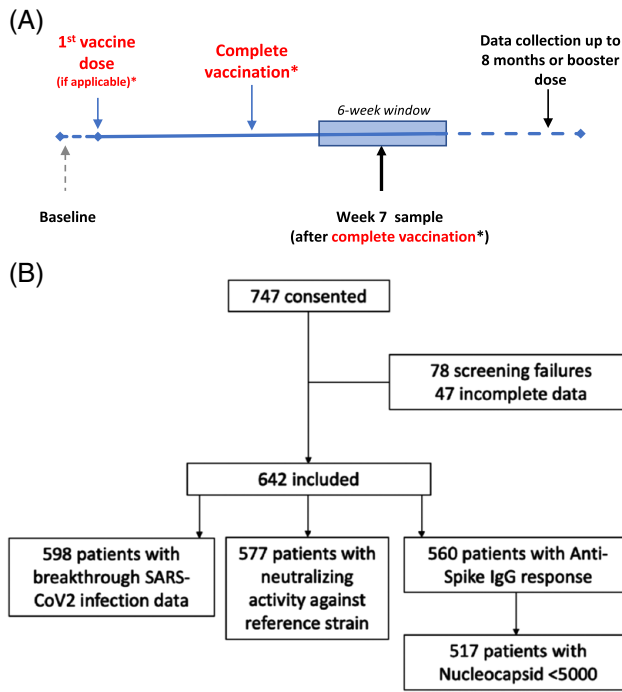 (A)
1st vaccine
dose
(if applicable)*
Complete
vaccination*
Data collection up to
8 months or booster
dose
6-week window
Baseline
Week 7 sample
(after complete vaccination*)
(B)
747 consented
78 screening failures
47 incomplete data
642 included
598 patients with
breakthrough SARS-
CoV2 infection data
577 patients with
neutralizing
activity against
reference strain
560 patients with Anti-
Spike IgG response
517 patients with
Nucleocapsid <5000